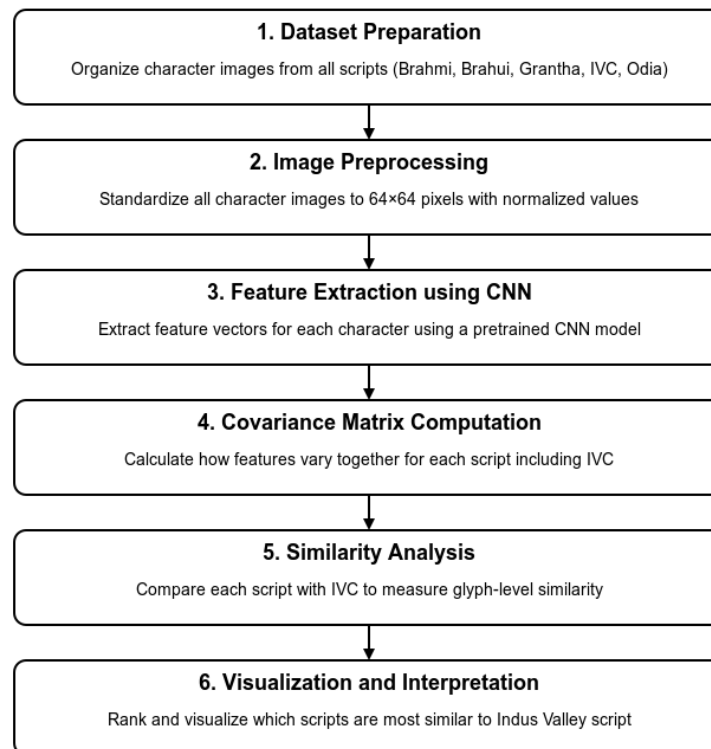 1. Dataset Preparation
Organize character images from all scripts (Brahmi, Brahui, Grantha, IVC, Odia)
2. Image Preprocessing
Standardize all character images to 64×64 pixels with normalized values
3. Feature Extraction using CNN
Extract feature vectors for each character using a pretrained CNN model
4. Covariance Matrix Computation
Calculate how features vary together for each script including IVC
5. Similarity Analysis
Compare each script with IVC to measure glyph-level similarity
6. Visualization and Interpretation
Rank and visualize which scripts are most similar to Indus Valley script